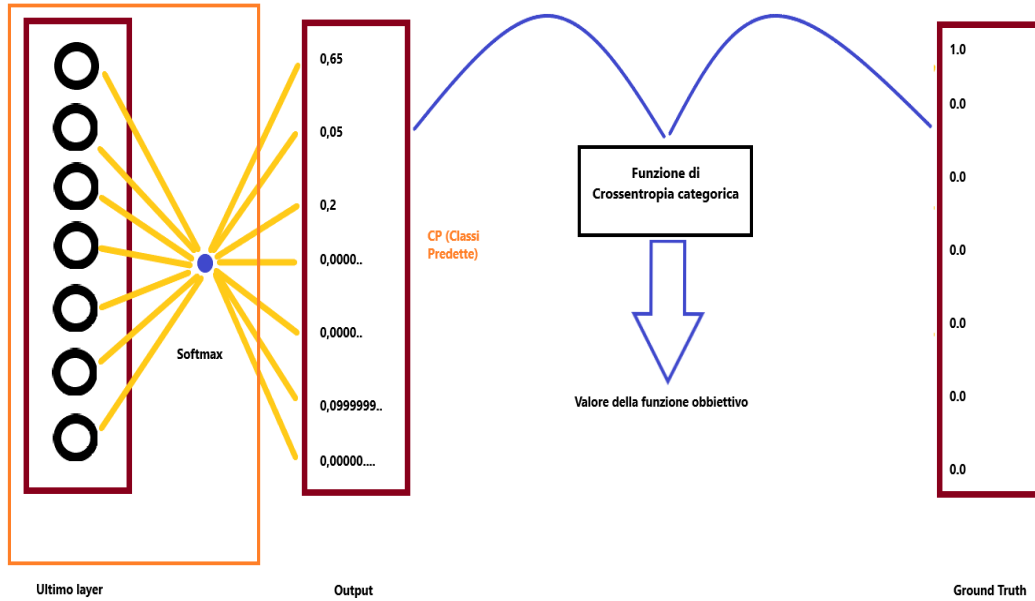 0,65
0,05
0,2
0,0000..
0,0000..
0,0999999..
0,00000....
Softmax
CP (Classi
Predette)
Funzione di
Crossentropia categorica
Valore della funzione obbiettivo
1.0
0.0
0.0
0.0
0.0
0.0
0.0
Ultimo layer
Output
Ground Truth